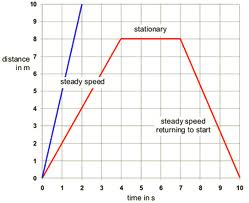 10
9
8
7
6
5
4
3
2
1
0
distance
in m
stationary
steady speed
steady speed
returning to start
0 1 2 3 4 5 6 7 8 9 10
time in s